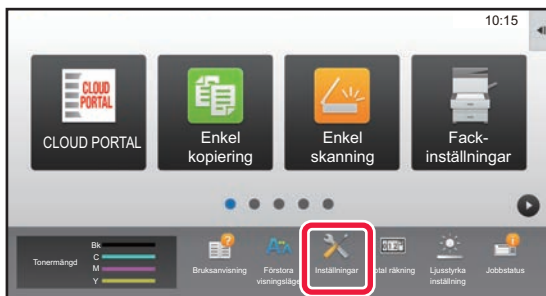 10:15
CLOUD
PORTAL
CLOUD PORTAL
Enkel
kopiering
Enkel
skanning
Fack-
inställningar
Tonermängd
Bk
C
M
Y
Bruksanvisning
Förstora
visningsläge
Inställningar
otal räkning
Ljusstyrka
inställning
Jobbstatus